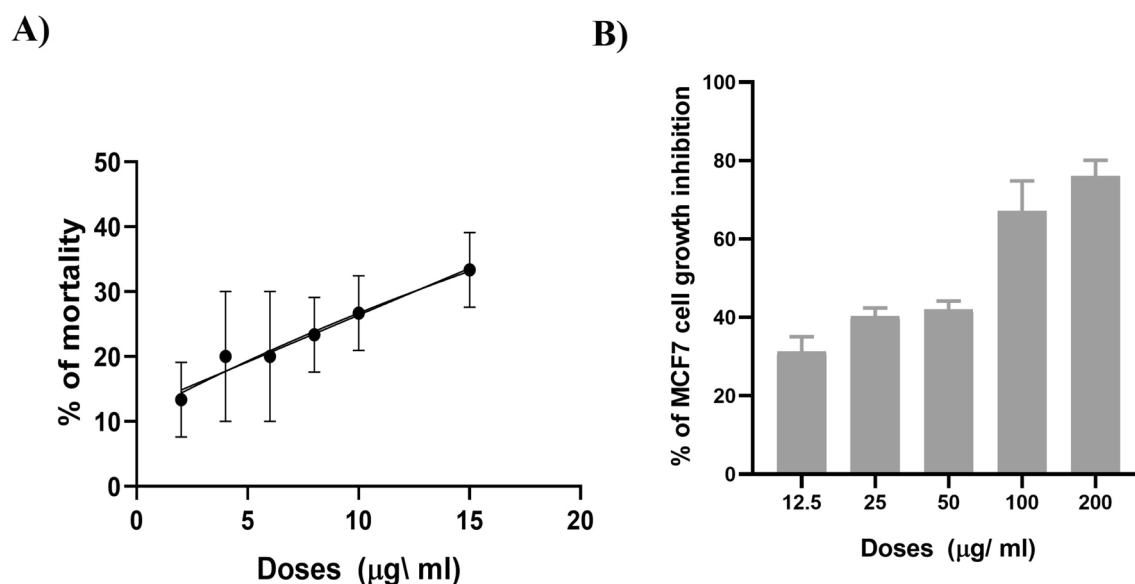 A)
% of mortality
50
40
30
20
10
0
0 5 10 15 20
Doses (μg\ ml)
B)
% of MCF7 cell growth inhibition
100
80
60
40
20
0
12.5 25 50 100 200
Doses (μg/ ml)